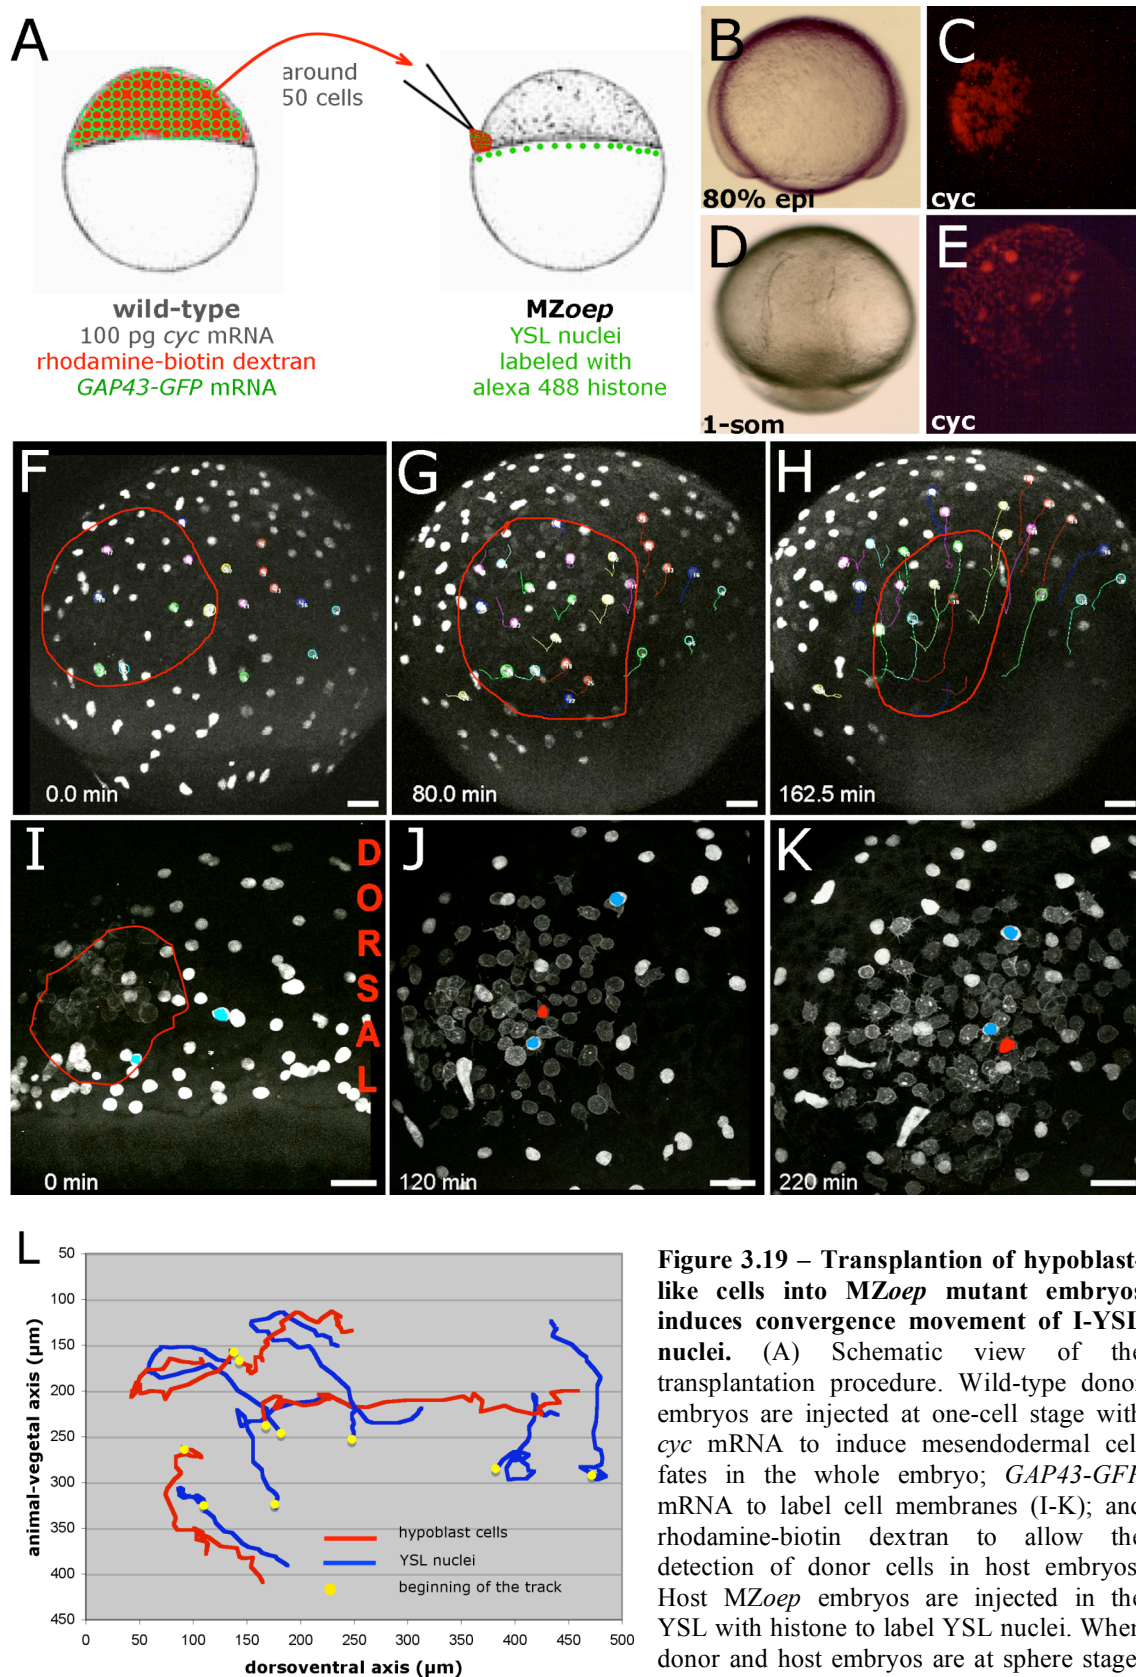 A
around
50 cells
wild-type
100 pg cyc mRNA
rhodamine-biotin dextran
GAP43-GFP mRNA
MZoep
YSL nuclei
labeled with
alexa 488 histone
B
80% epi
C
cyc
D
1-som
E
cyc
F
0.0 min
G
80.0 min
H
162.5 min
I
DORSAL
0 min
J
120 min
K
220 min
L
animal-vegetal axis (µm)
50
100
150
200
250
300
350
400
450
hypoblast cells
YSL nuclei
beginning of the track
0 50 100 150 200 250 300 350 400 450 500
dorsoventral axis (µm)
Figure 3.19 – Transplantion of hypoblast-
like cells into MZoep mutant embryos
induces convergence movement of I-YSL
nuclei. (A) Schematic view of the
transplantation procedure. Wild-type donor
embryos are injected at one-cell stage with
cyc mRNA to induce mesendodermal cel
fates in the whole embryo; GAP43-GFP
mRNA to label cell membranes (I-K); and
rhodamine-biotin dextran to allow the
detection of donor cells in host embryos
Host MZoep embryos are injected in the
YSL with histone to label YSL nuclei. When
donor and host embryos are at sphere stage